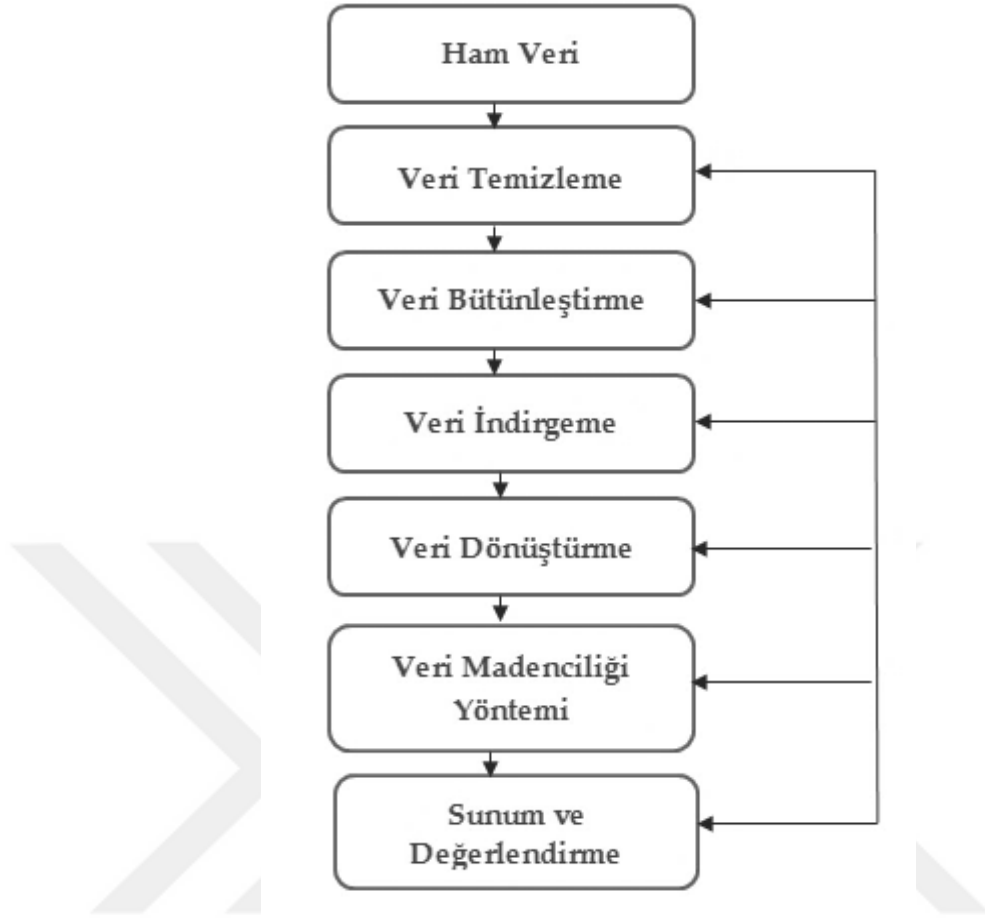 Ham Veri
Veri Temizleme
Veri Bütünleştirme
Veri İndirgeme
Veri Dönüştürme
Veri Madenciliği
Yöntemi
Sunum ve
Değerlendirme